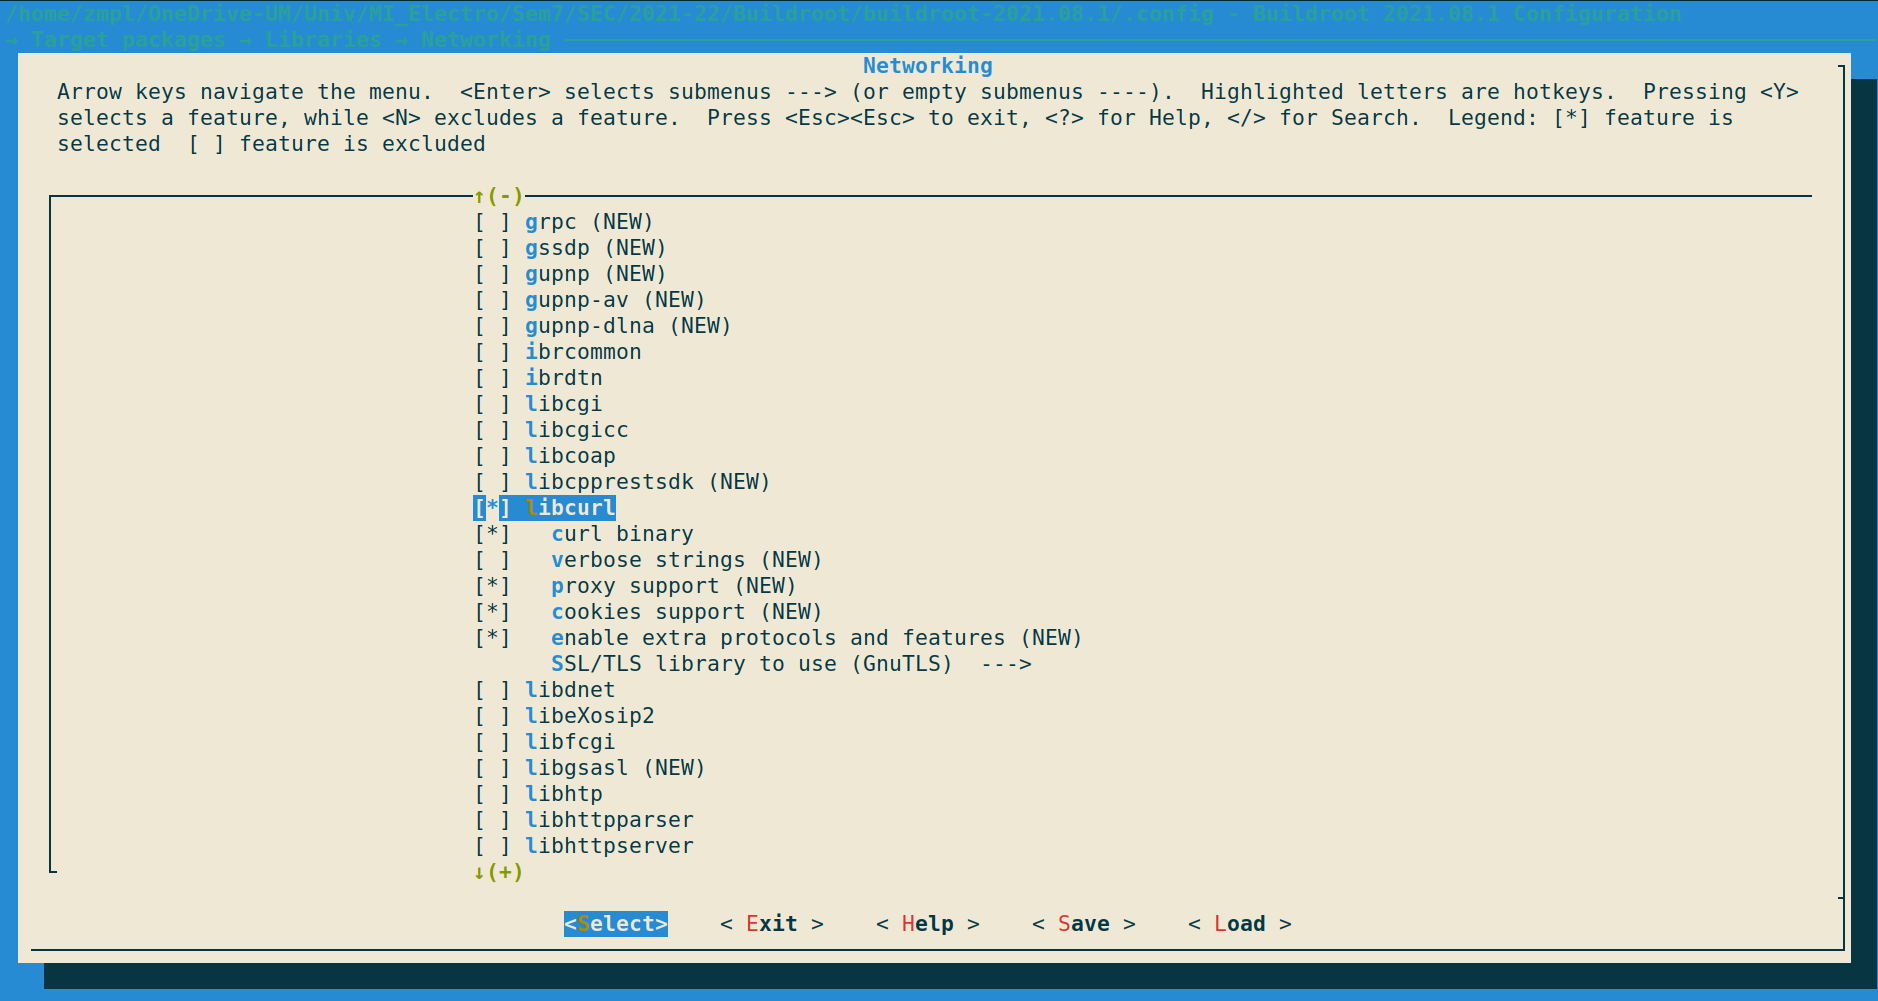 /home/zmpl/OneDrive-UM/Univ/MI_Electro/Sem7/SEC/2021-22/Buildroot/buildroot-2021.08.1/.config - Buildroot 2021.08.1 Configuration
→ Target packages → Libraries → Networking
Networking
Arrow keys navigate the menu.  <Enter> selects submenus ---> (or empty submenus ----).  Highlighted letters are hotkeys.  Pressing <Y>
selects a feature, while <N> excludes a feature.  Press <Esc><Esc> to exit, <?> for Help, </> for Search.  Legend: [*] feature is
selected  [ ] feature is excluded
↑(-)
[ ] grpc (NEW)
[ ] gssdp (NEW)
[ ] gupnp (NEW)
[ ] gupnp-av (NEW)
[ ] gupnp-dlna (NEW)
[ ] ibrcommon
[ ] ibrdtn
[ ] libcgi
[ ] libcgicc
[ ] libcoap
[ ] libcpprestsdk (NEW)
[*] libcurl
[*]   curl binary
[ ]   verbose strings (NEW)
[*]   proxy support (NEW)
[*]   cookies support (NEW)
[*]   enable extra protocols and features (NEW)
SSL/TLS library to use (GnuTLS)  --->
[ ] libdnet
[ ] libeXosip2
[ ] libfcgi
[ ] libgsasl (NEW)
[ ] libhtp
[ ] libhttpparser
[ ] libhttpserver
↓(+)
<Select>    < Exit >    < Help >    < Save >    < Load >